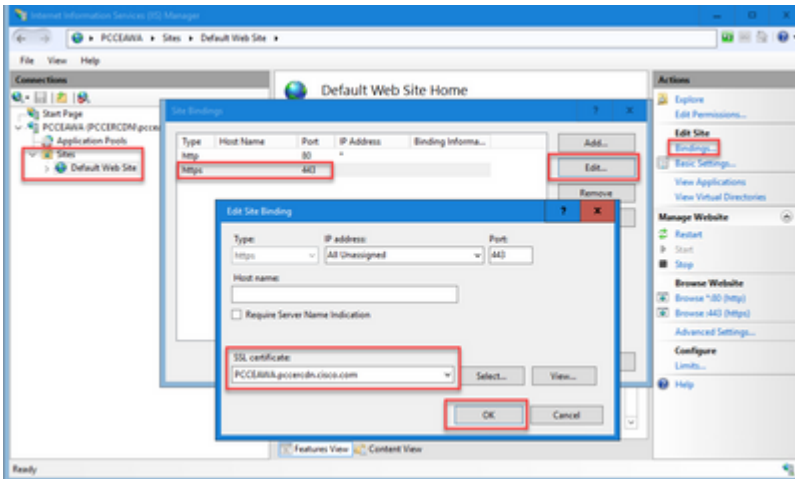 Internet Information Services (IIS) Manager
PCCEAWA Sites Default Web Site
File View Help
Connections
Start Page
PCCEAWA (PCCERCDN\pccea
Application Pools
Sites
Default Web Site
Default Web Site Home
Site Bindings
Type Host Name Port IP Address Binding Informa...
http 80 *
https 443
Add...
Edit...
Remove
Edit Site Binding
Type: IP address: Port:
https All Unassigned 443
Host name:
Require Server Name Indication
SSL certificate:
PCCEAWA.pccercdn.cisco.com Select... View...
OK Cancel
Features View Content View
Actions
Explore
Edit Permissions...
Edit Site
Bindings...
Basic Settings...
View Applications
View Virtual Directories
Manage Website
Restart
Start
Stop
Browse Website
Browse *:80 (http)
Browse :443 (https)
Advanced Settings...
Configure
Limits...
Help
Ready